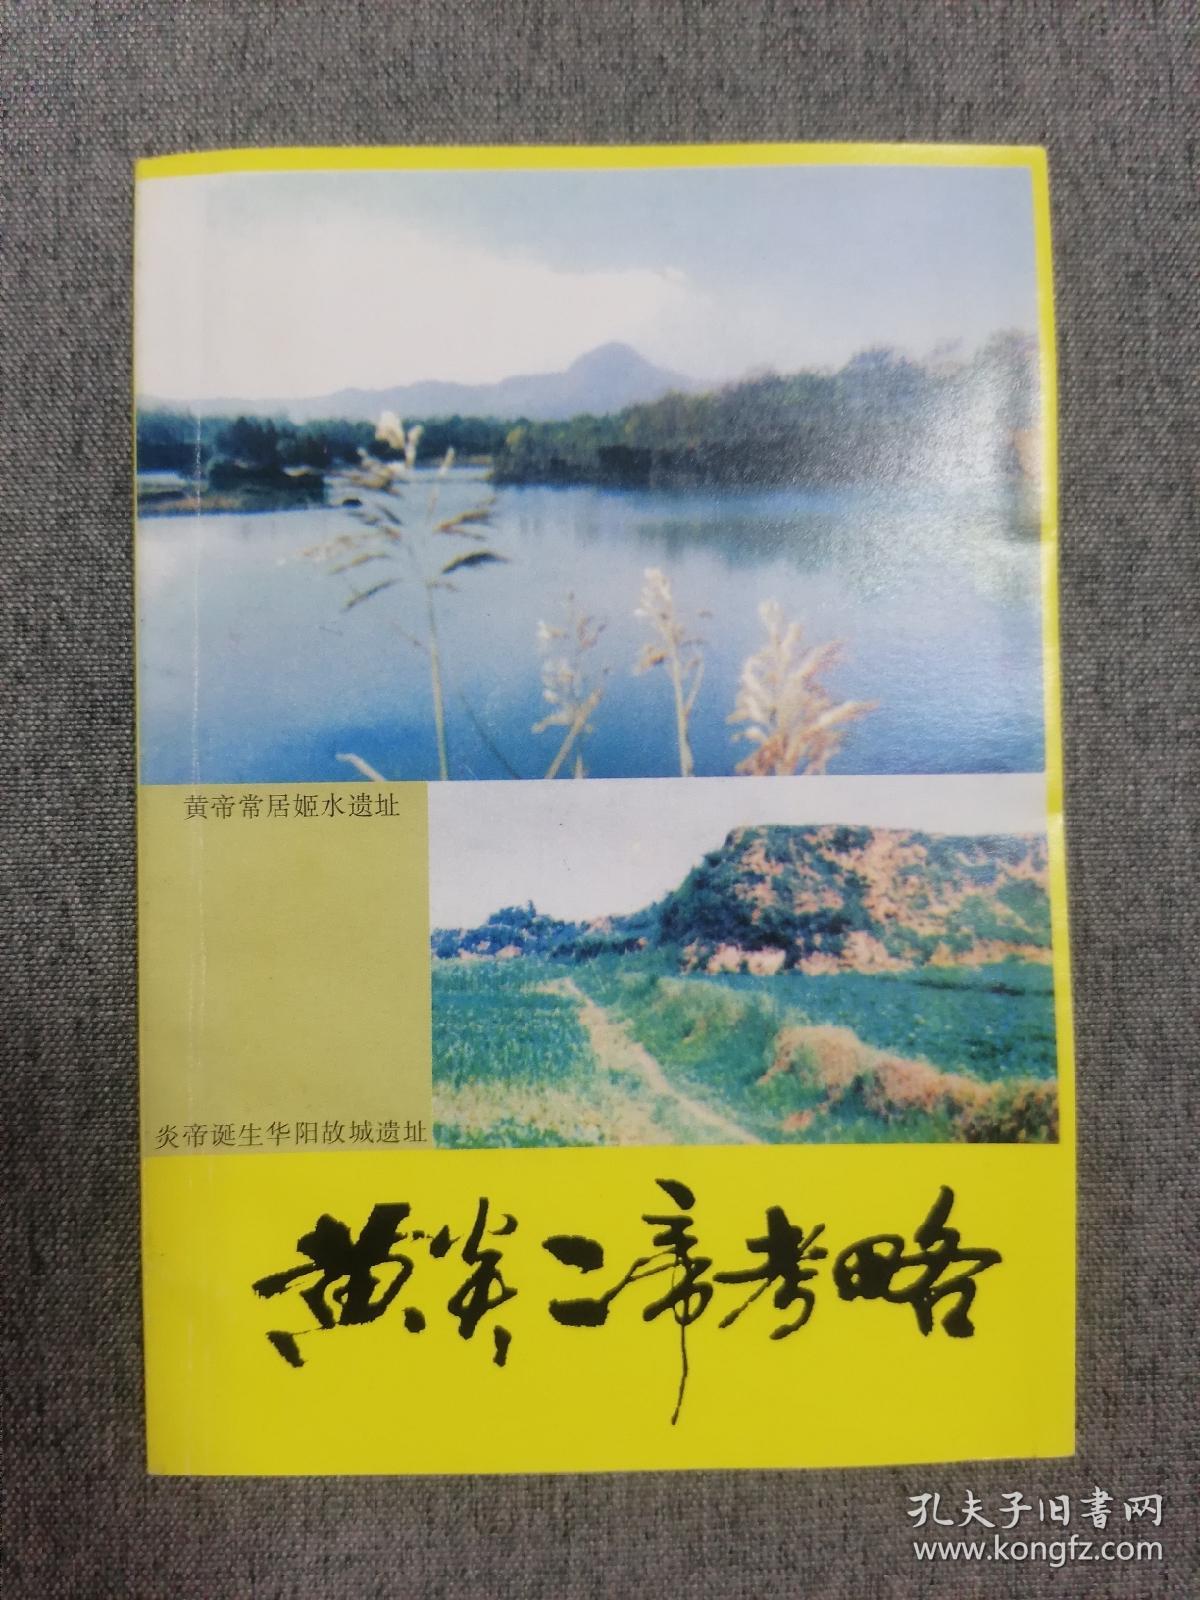 黄帝常居姬水遗址
炎帝诞生华阳故城遗址
黄炎二帝考略
孔夫子旧書网
www.kongfz.com